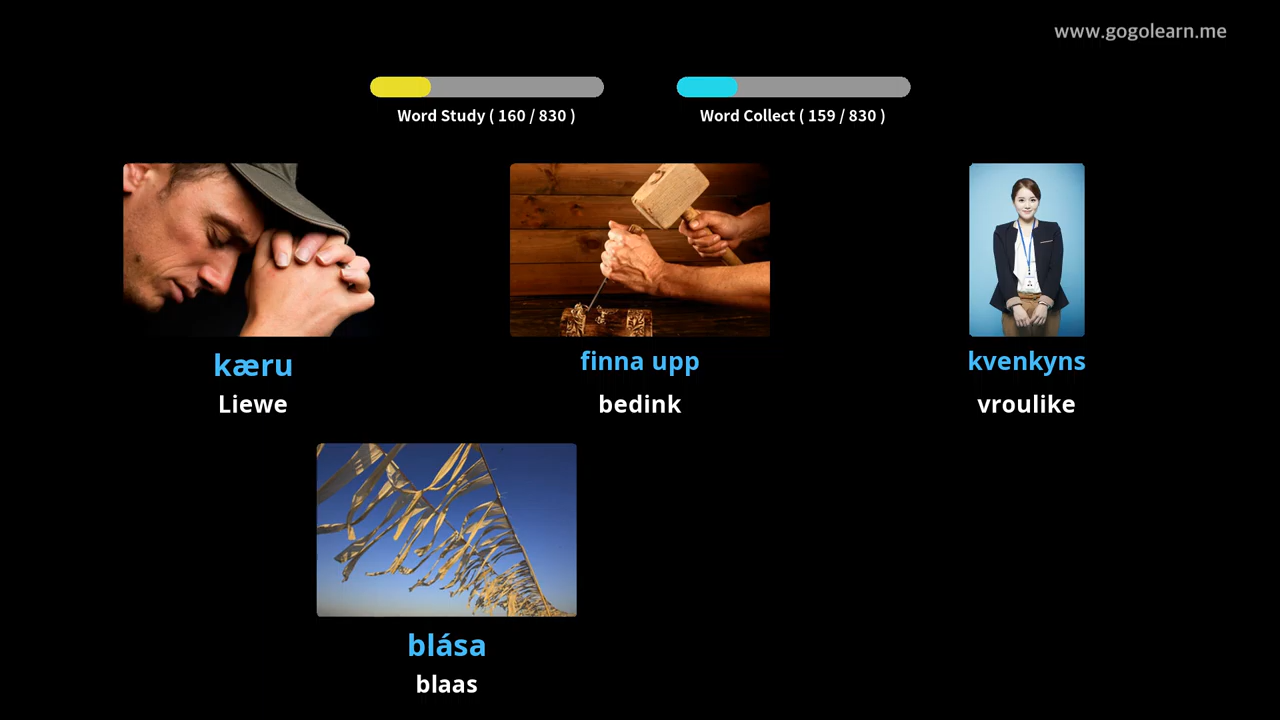 www.gogolearn.me
Word Study ( 160 / 830 )
Word Collect ( 159 / 830 )
kæru
Liewe
finna upp
bedink
kvenkyns
vroulike
blása
blaas